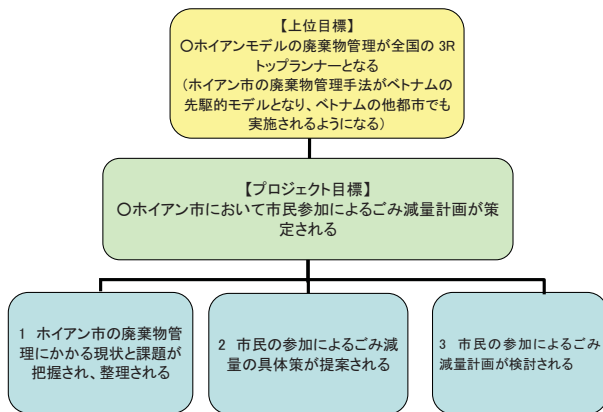 【上位目標】
〇ホイアンモデルの廃棄物管理が全国の 3R
トップランナーとなる
(ホイアン市の廃棄物管理手法がベトナムの
先駆的モデルとなり、ベトナムの他都市でも
実施されるようになる)
【プロジェクト目標】
〇ホイアン市において市民参加によるごみ減量計画が策
定される
1 ホイアン市の廃棄物管
理にかかる現状と課題が
把握され、整理される
2 市民の参加によるごみ減
量の具体策が提案される
3 市民の参加によるごみ
減量計画が検討される